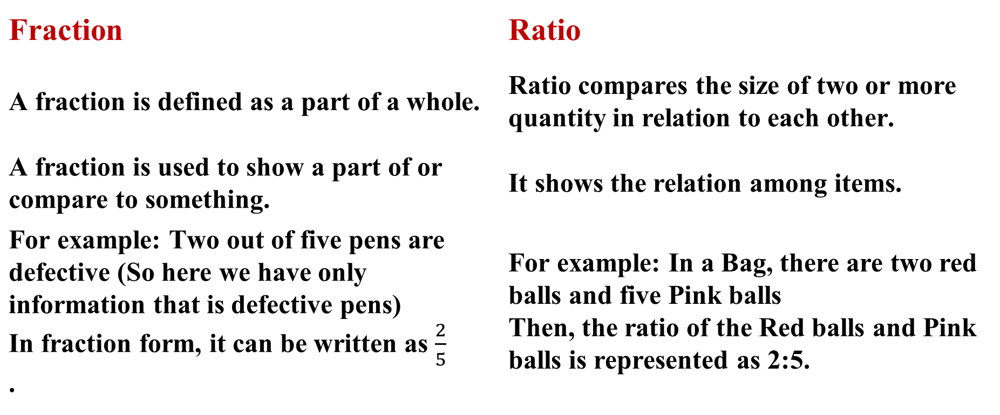 Fraction
A fraction is defined as a part of a whole.
A fraction is used to show a part of or
compare to something.
For example: Two out of five pens are
defective (So here we have only
information that is defective pens)
In fraction form, it can be written as 2/5
.
Ratio
Ratio compares the size of two or more
quantity in relation to each other.
It shows the relation among items.
For example: In a Bag, there are two red
balls and five Pink balls
Then, the ratio of the Red balls and Pink
balls is represented as 2:5.